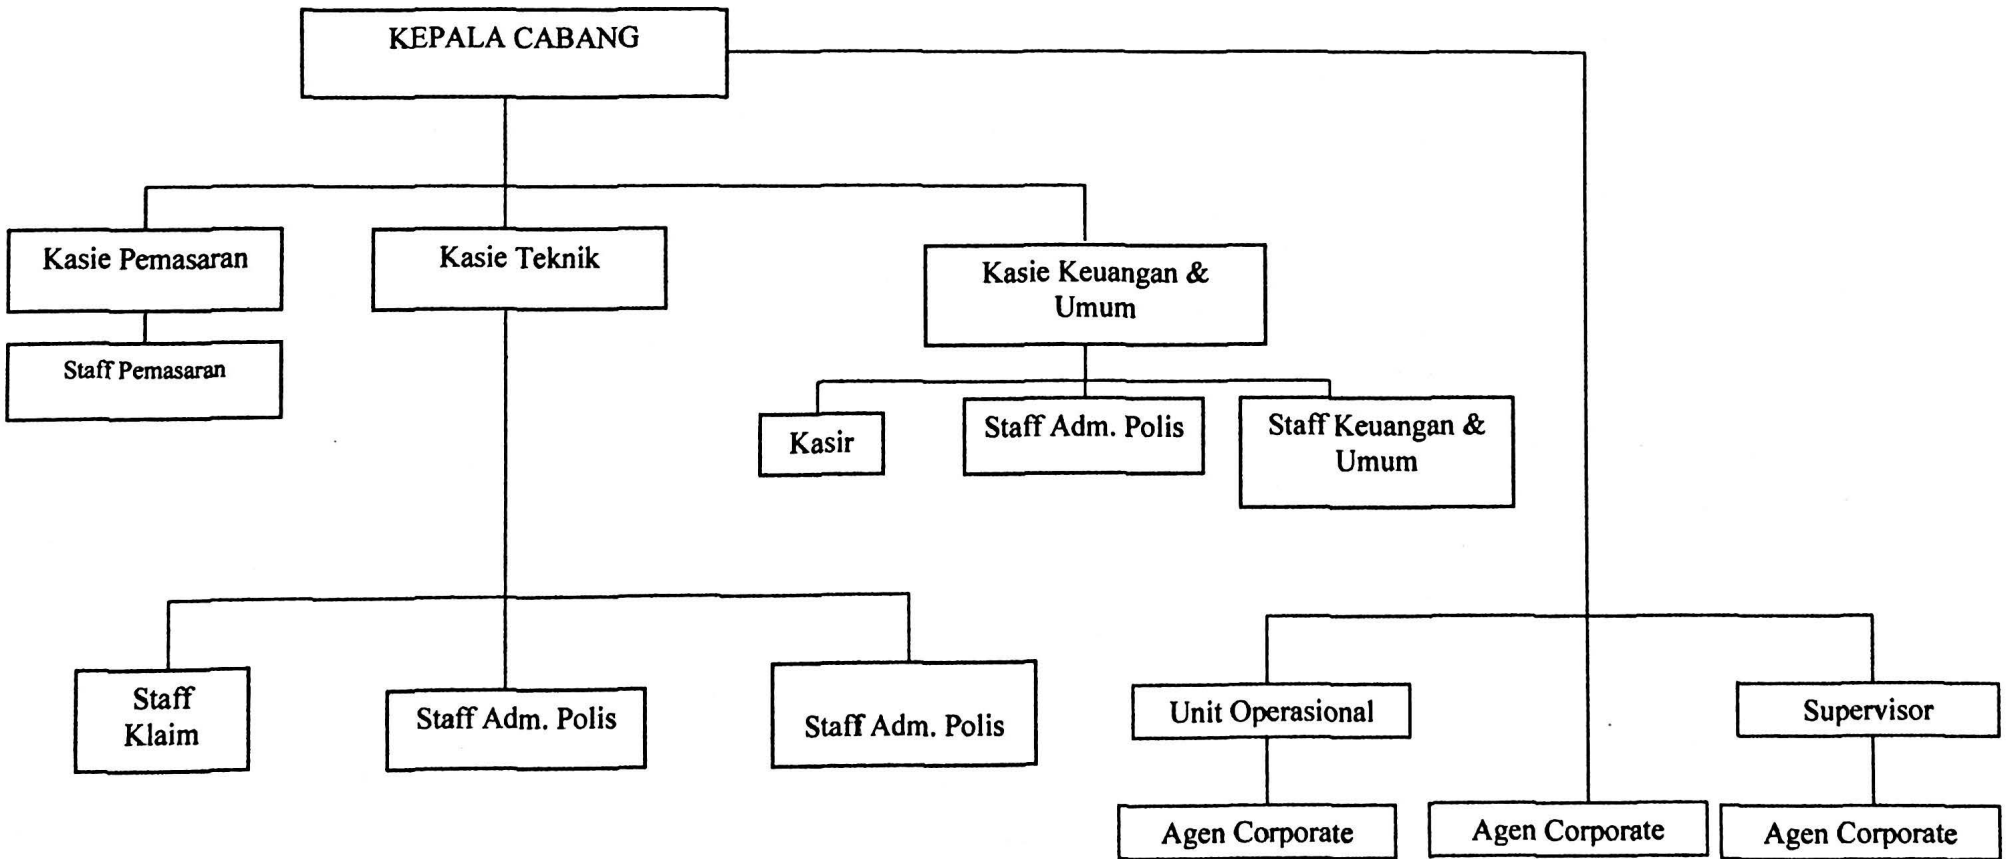 KEPALA CABANG
Kasie Pemasaran
Kasie Teknik
Kasie Keuangan &
Umum
Staff Pemasaran
Kasir
Staff Adm. Polis
Staff Keuangan &
Umum
Staff
Klaim
Staff Adm. Polis
Staff Adm. Polis
Unit Operasional
Supervisor
Agen Corporate
Agen Corporate
Agen Corporate